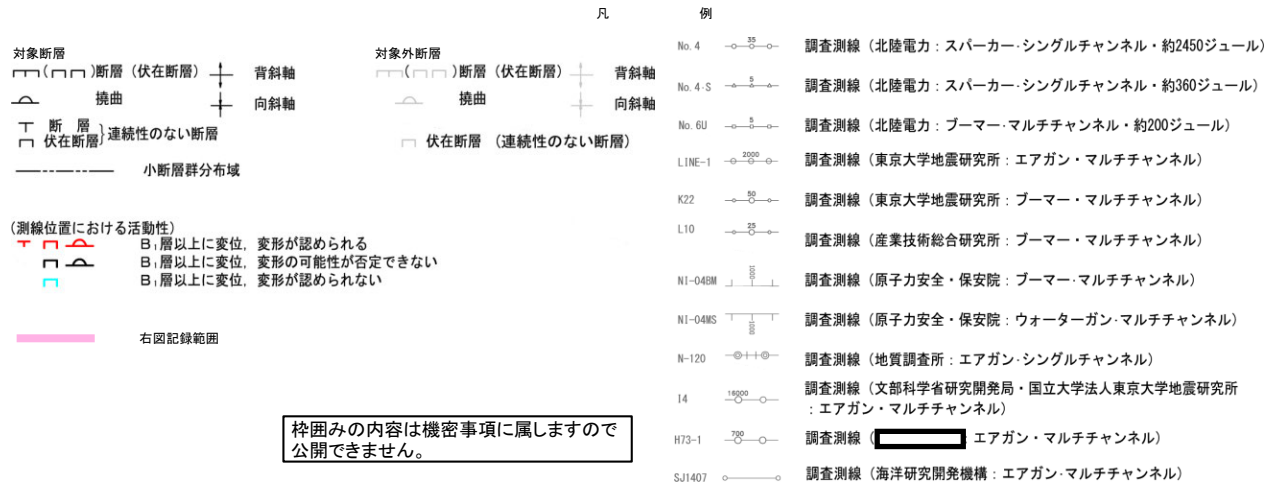 凡 例
対象断層
(   )断層 (伏在断層) 背斜軸
撓曲 向斜軸
断 層
伏在断層 }連続性のない断層
小断層群分布域
対象外断層
(   )断層 (伏在断層) 背斜軸
撓曲 向斜軸
伏在断層 (連続性のない断層)
(測線位置における活動性)
B₁層以上に変位，変形が認められる
B₁層以上に変位，変形の可能性が否定できない
B₁層以上に変位，変形が認められない
右図記録範囲
枠囲みの内容は機密事項に属しますので
公開できません。
No. 4 35 調査測線（北陸電力：スパーカー・シングルチャンネル・約2450ジュール）
No. 4-S 5 調査測線（北陸電力：スパーカー・シングルチャンネル・約360ジュール）
No. 6U 5 調査測線（北陸電力：ブーマー・マルチチャンネル・約200ジュール）
LINE-1 2000 調査測線（東京大学地震研究所：エアガン・マルチチャンネル）
K22 50 調査測線（東京大学地震研究所：ブーマー・マルチチャンネル）
L10 25 調査測線（産業技術総合研究所：ブーマー・マルチチャンネル）
NI-04BM 1000 調査測線（原子力安全・保安院：ブーマー・マルチチャンネル）
NI-04MS 1000 調査測線（原子力安全・保安院：ウォーターガン・マルチチャンネル）
N-120 調査測線（地質調査所：エアガン・シングルチャンネル）
I4 16000 調査測線（文部科学省研究開発局・国立大学法人東京大学地震研究所
：エアガン・マルチチャンネル）
H73-1 700 調査測線（ ：エアガン・マルチチャンネル）
SJ1407 調査測線（海洋研究開発機構：エアガン・マルチチャンネル）